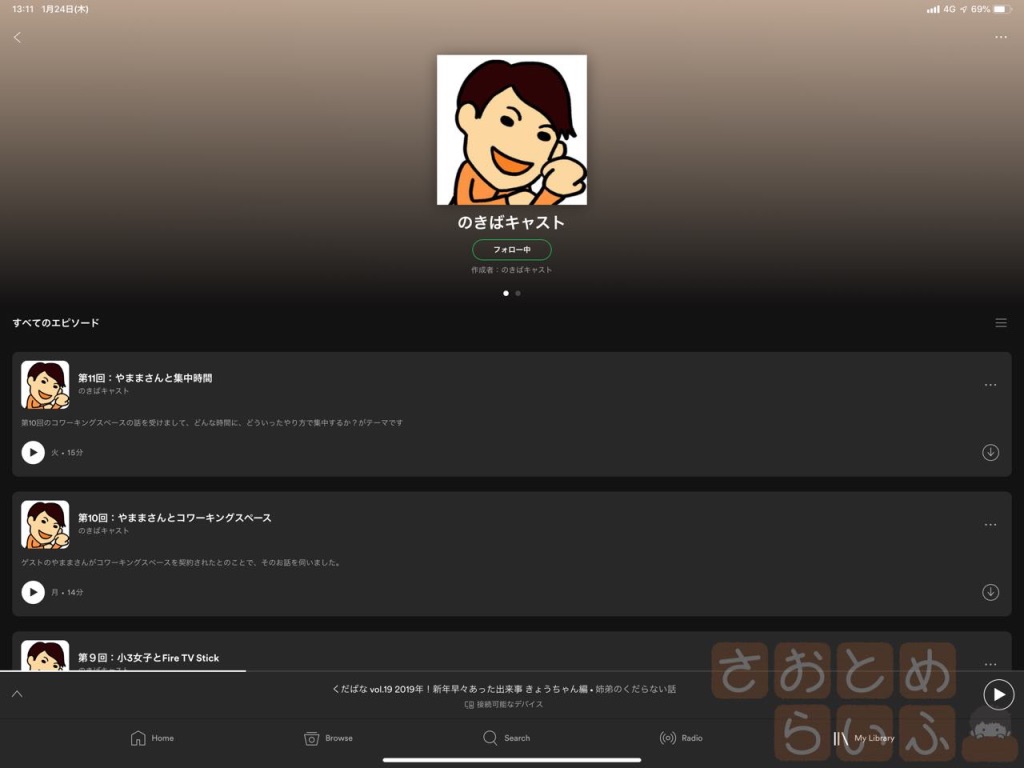 13:11 1月24日(木)
4G 69%
のきばキャスト
フォロー中
作成者：のきばキャスト
すべてのエピソード
第11回：やままさんと集中時間
のきばキャスト
第10回のコワーキングスペースの話を受けまして、どんな時間に、どういったやり方で集中するか？がテーマです
火 • 15分
第10回：やままさんとコワーキングスペース
のきばキャスト
ゲストのやままさんがコワーキングスペースを契約されたとのことで、そのお話を伺いました。
月 • 14分
第９回：小3女子とFire TV Stick
のきばキャスト
くだばな vol.19 2019年！新年早々あった出来事 きょうちゃん編 • 姉弟のくだらない話
接続可能なデバイス
Home
Browse
Search
Radio
My Library
さおとめ
らいふ